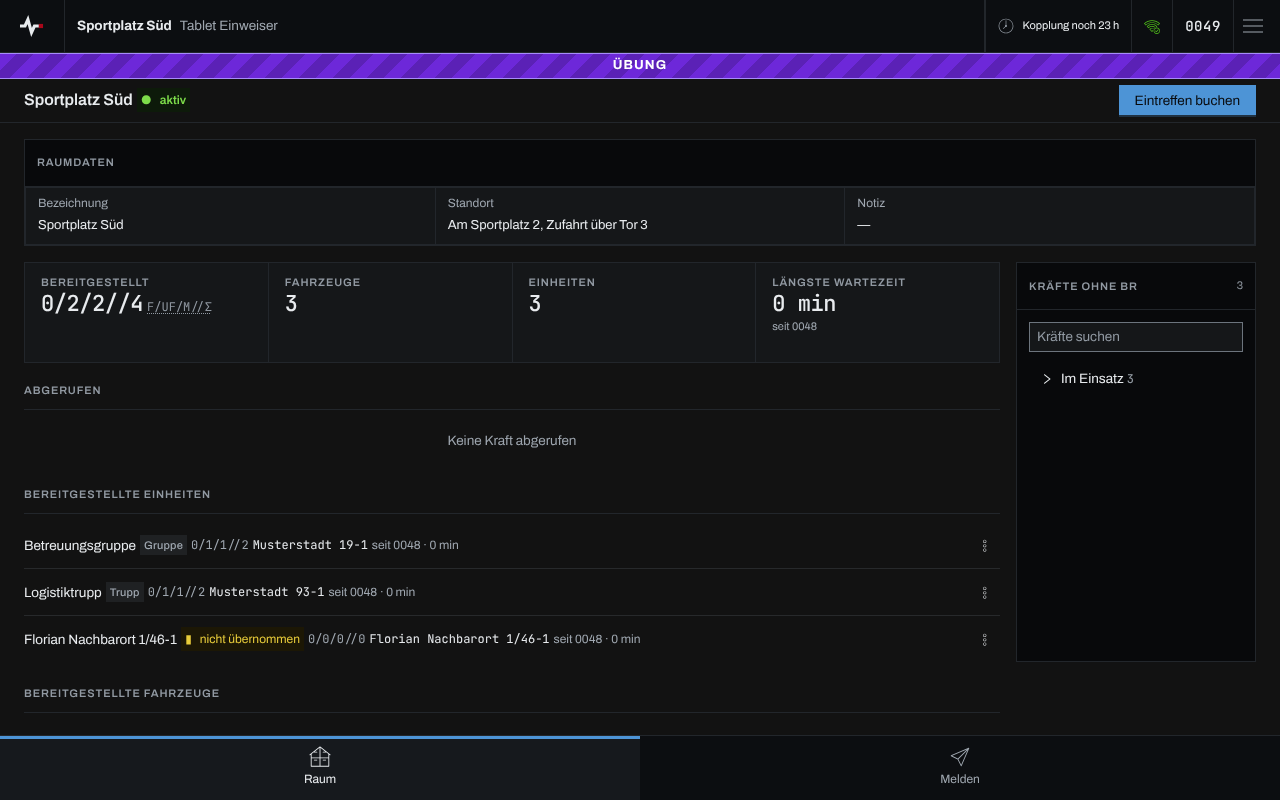 Sportplatz Süd Tablet Einweiser
Kopplung noch 23 h
0049
ÜBUNG
Sportplatz Süd aktiv
Eintreffen buchen
RAUMDATEN
Bezeichnung
Sportplatz Süd
Standort
Am Sportplatz 2, Zufahrt über Tor 3
Notiz
—
BEREITGESTELLT
0/2/2//4 F/UF/M//Σ
FAHRZEUGE
3
EINHEITEN
3
LÄNGSTE WARTEZEIT
0 min
seit 0048
KRÄFTE OHNE BR 3
Kräfte suchen
Im Einsatz 3
ABGERUFEN
Keine Kraft abgerufen
BEREITGESTELLTE EINHEITEN
Betreuungsgruppe Gruppe 0/1/1//2 Musterstadt 19-1 seit 0048 · 0 min
Logistiktrupp Trupp 0/1/1//2 Musterstadt 93-1 seit 0048 · 0 min
Florian Nachbarort 1/46-1 nicht übernommen 0/0/0//0 Florian Nachbarort 1/46-1 seit 0048 · 0 min
BEREITGESTELLTE FAHRZEUGE
Raum
Melden